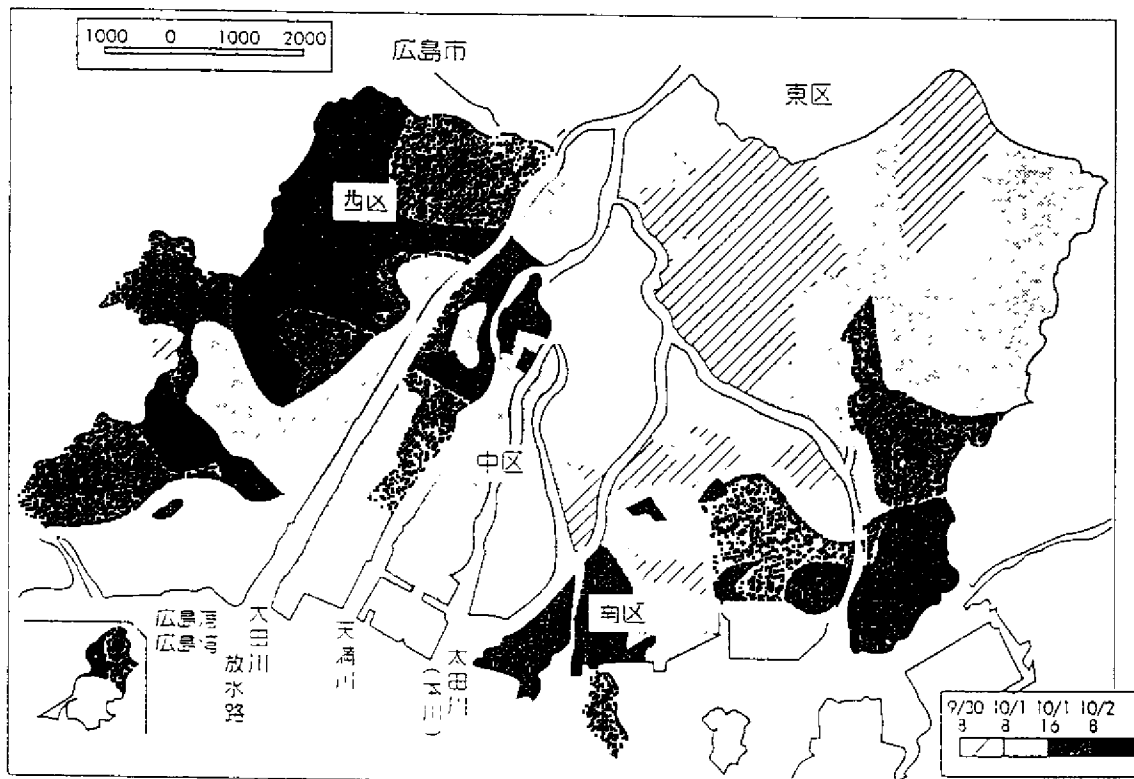 1000 0 1000 2000
広島市
東区
西区
中区
南区
広島湾
広島湾
太田川
放水路
天満川
太田川
(本川)
9/30 10/1 10/1 10/2
8 8 16 8